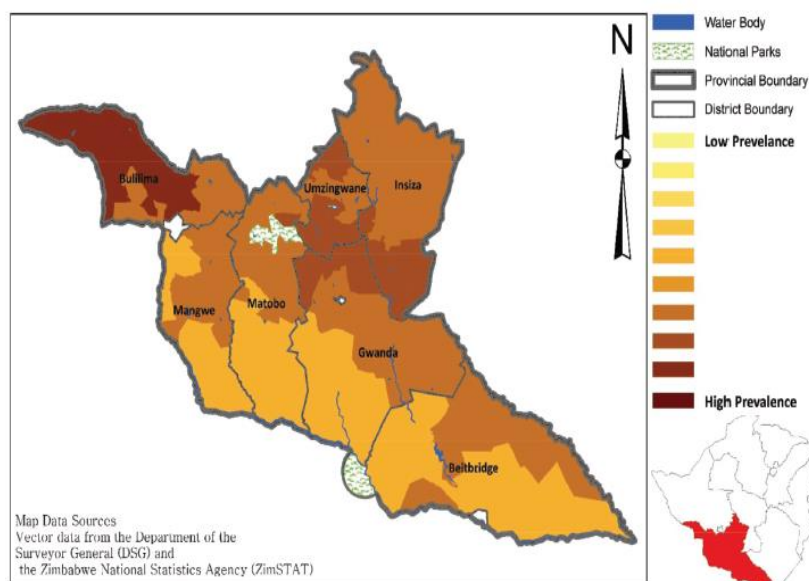 N
Water Body
National Parks
Provincial Boundary
District Boundary
Low Prevelance
High Prevalence
Bulilima
Umzingwane
Insiza
Mangwe
Matobo
Gwanda
Beitbridge
Map Data Sources
Vector data from the Department of the
Surveyor General (DSG) and
the Zimbabwe National Statistics Agency (ZimSTAT)